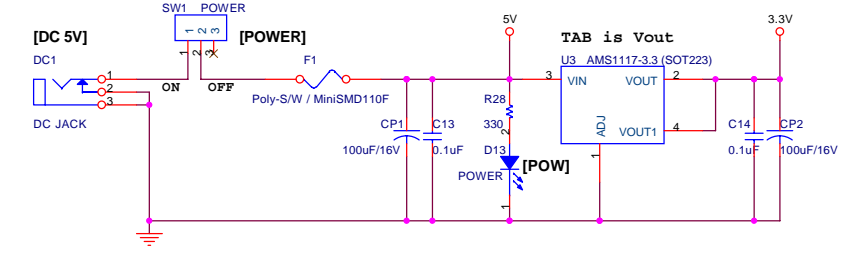 SW1 POWER
1 2 3
[DC 5V]
[POWER]
DC1
1
2
3
DC JACK
1
2
3
ON
OFF
F1
Poly-S/W / MiniSMD110F
CP1
100uF/16V
C13
0.1uF
5V
R28
330
2
D13
POWER
[POW]
1
TAB is Vout
U3 AMS1117-3.3 (SOT223)
3
VIN
VOUT
2
ADJ
VOUT1
4
1
3.3V
C14
0.1uF
CP2
100uF/16V